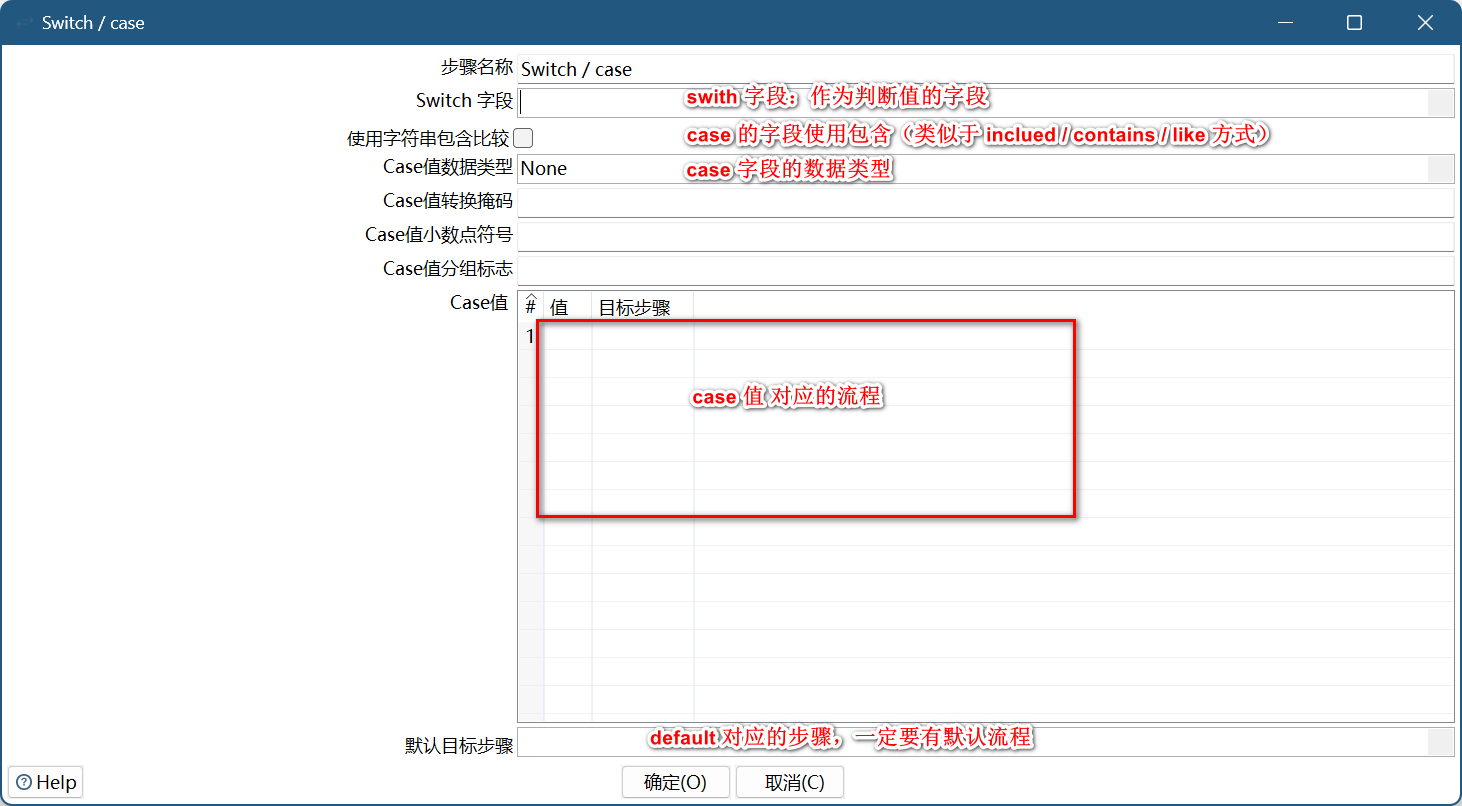 Switch / case
步骤名称 Switch / case
Switch 字段 swith 字段：作为判断值的字段
使用字符串包含比较 case 的字段使用包含（类似于 inclued / contains / like 方式）
Case值数据类型 None case 字段的数据类型
Case值转换掩码
Case值小数点符号
Case值分组标志
Case值 # 值 目标步骤
1
case 值 对应的流程
默认目标步骤 default 对应的步骤，一定要有默认流程
Help 确定(O) 取消(C)